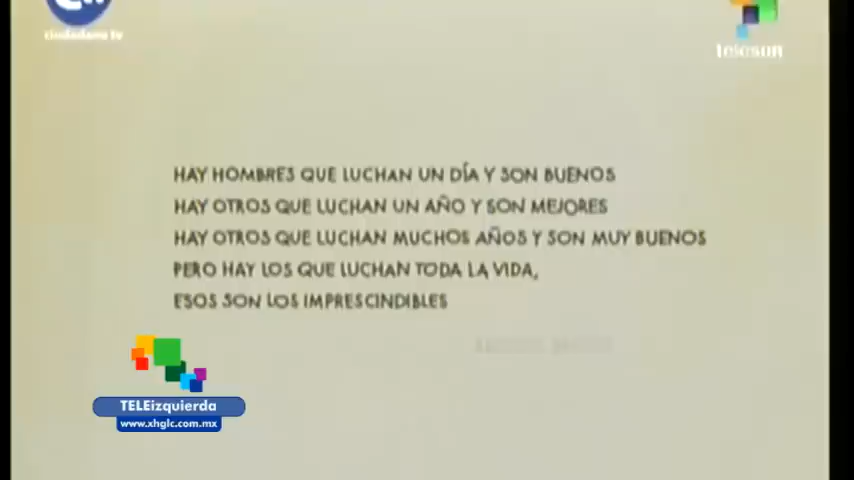 ciudadano tv
telesur
HAY HOMBRES QUE LUCHAN UN DÍA Y SON BUENOS
HAY OTROS QUE LUCHAN UN AÑO Y SON MEJORES
HAY OTROS QUE LUCHAN MUCHOS AÑOS Y SON MUY BUENOS
PERO HAY LOS QUE LUCHAN TODA LA VIDA,
ESOS SON LOS IMPRESCINDIBLES
TELEizquierda
www.xhglc.com.mx